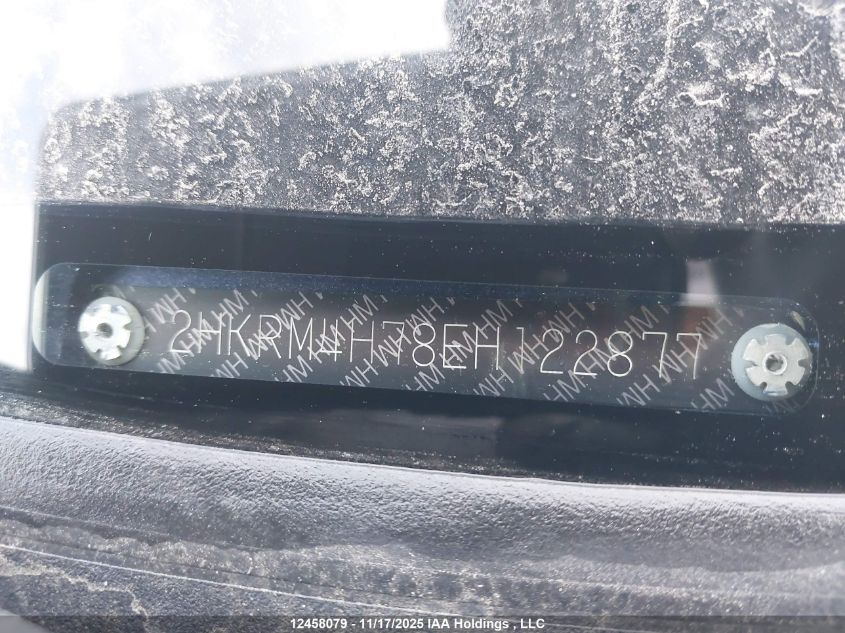 2HKRM4H78EH122877
12458079 - 11/17/2025 IAA Holdings , LLC